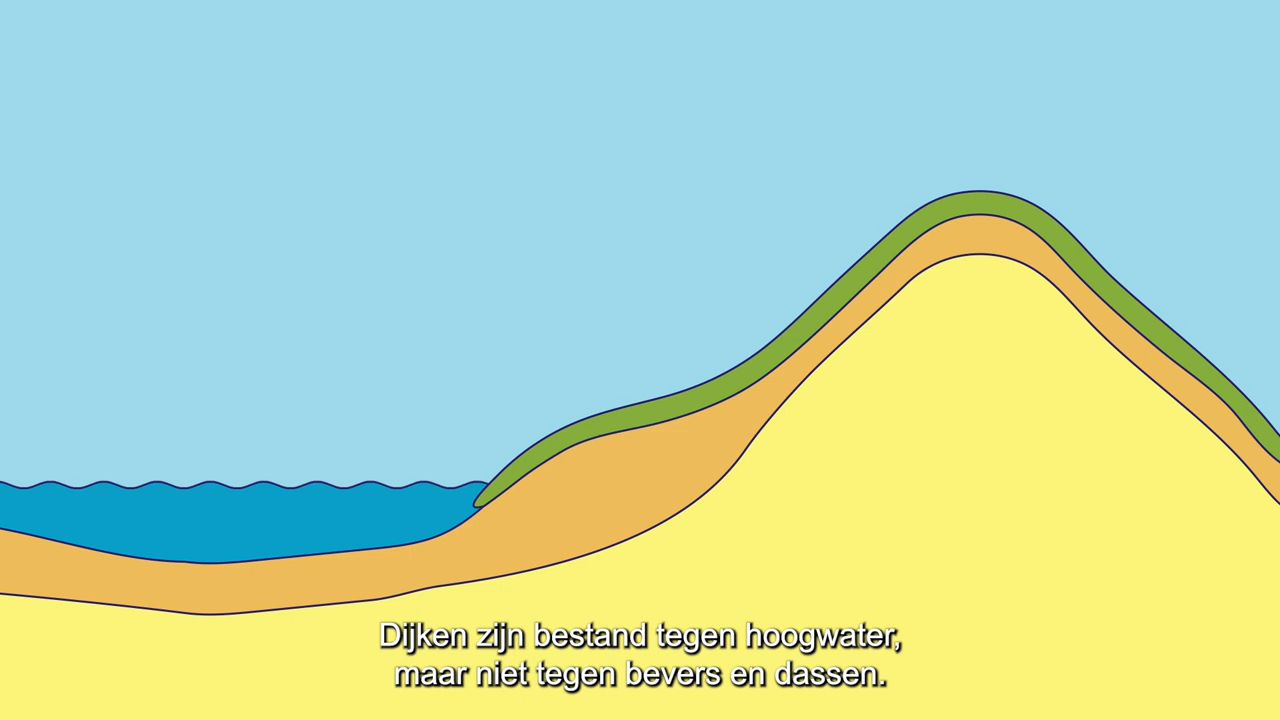 Dijken zijn bestand tegen hoogwater,
maar niet tegen bevers en dassen.